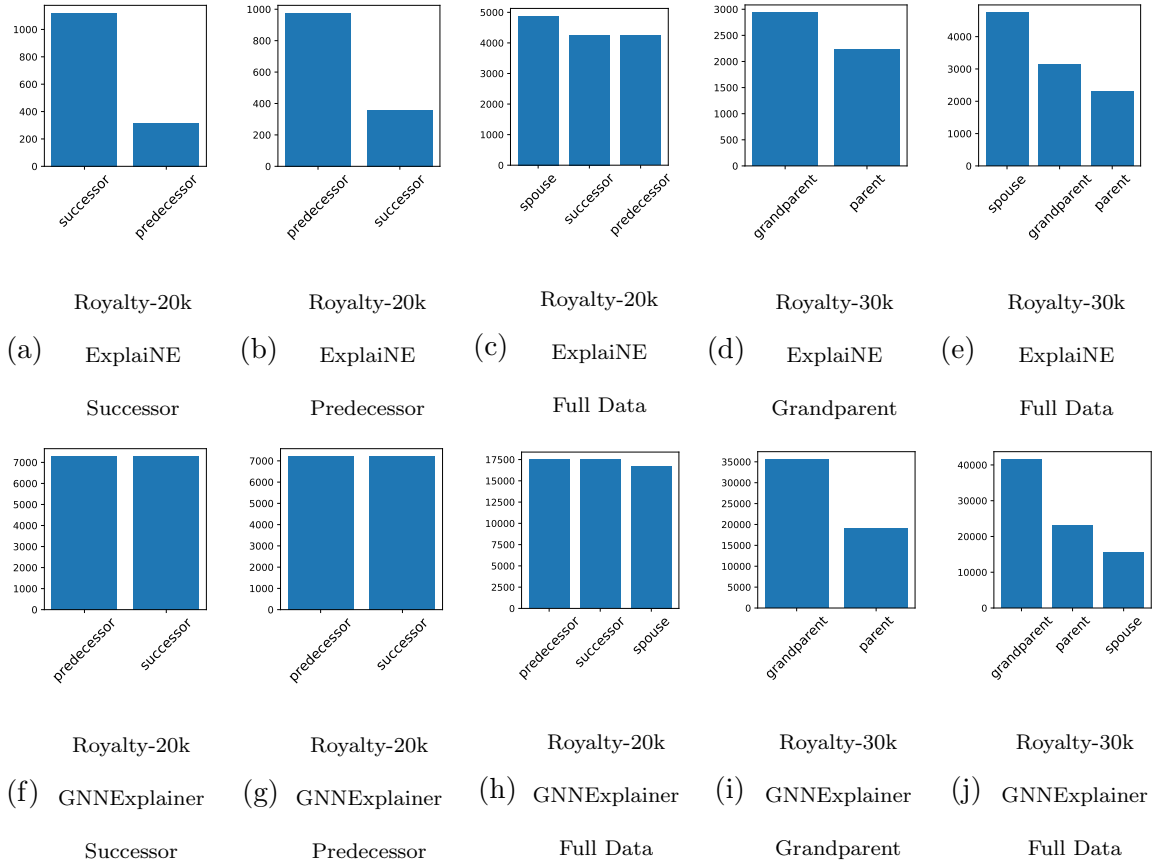 1000
800
600
400
200
0
successor
predecessor
Royalty-20k
(a) ExplaiNE
Successor
1000
800
600
400
200
0
predecessor
successor
Royalty-20k
(b) ExplaiNE
Predecessor
5000
4000
3000
2000
1000
0
spouse
successor
predecessor
Royalty-20k
(c) ExplaiNE
Full Data
3000
2500
2000
1500
1000
500
0
grandparent
parent
Royalty-30k
(d) ExplaiNE
Grandparent
4000
3000
2000
1000
0
spouse
grandparent
parent
Royalty-30k
(e) ExplaiNE
Full Data
7000
6000
5000
4000
3000
2000
1000
0
predecessor
successor
Royalty-20k
(f) GNNExplainer
Successor
7000
6000
5000
4000
3000
2000
1000
0
predecessor
successor
Royalty-20k
(g) GNNExplainer
Predecessor
17500
15000
12500
10000
7500
5000
2500
0
predecessor
successor
spouse
Royalty-20k
(h) GNNExplainer
Full Data
35000
30000
25000
20000
15000
10000
5000
0
grandparent
parent
Royalty-30k
(i) GNNExplainer
Grandparent
40000
30000
20000
10000
0
grandparent
parent
spouse
Royalty-30k
(j) GNNExplainer
Full Data